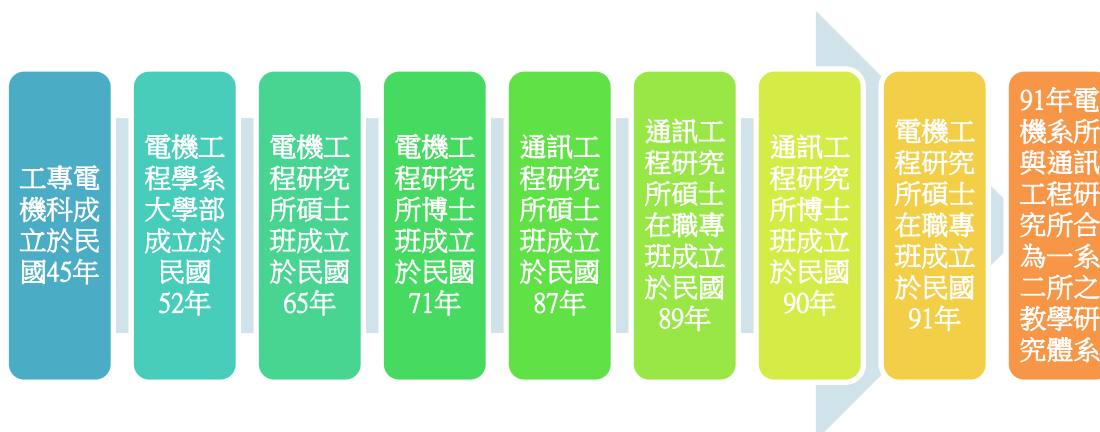 工專電
機科成
立於民
國45年
電機工
程學系
大學部
成立於
民國
52年
電機工
程研究
所碩士
班成立
於民國
65年
電機工
程研究
所博士
班成立
於民國
71年
通訊工
程研究
所碩士
班成立
於民國
87年
通訊工
程研究
所碩士
在職專
班成立
於民國
89年
通訊工
程研究
所博士
班成立
於民國
90年
電機工
程研究
所碩士
在職專
班成立
於民國
91年
91年電
機系所
與通訊
工程研
究所合
為一系
二所之
教學研
究體系